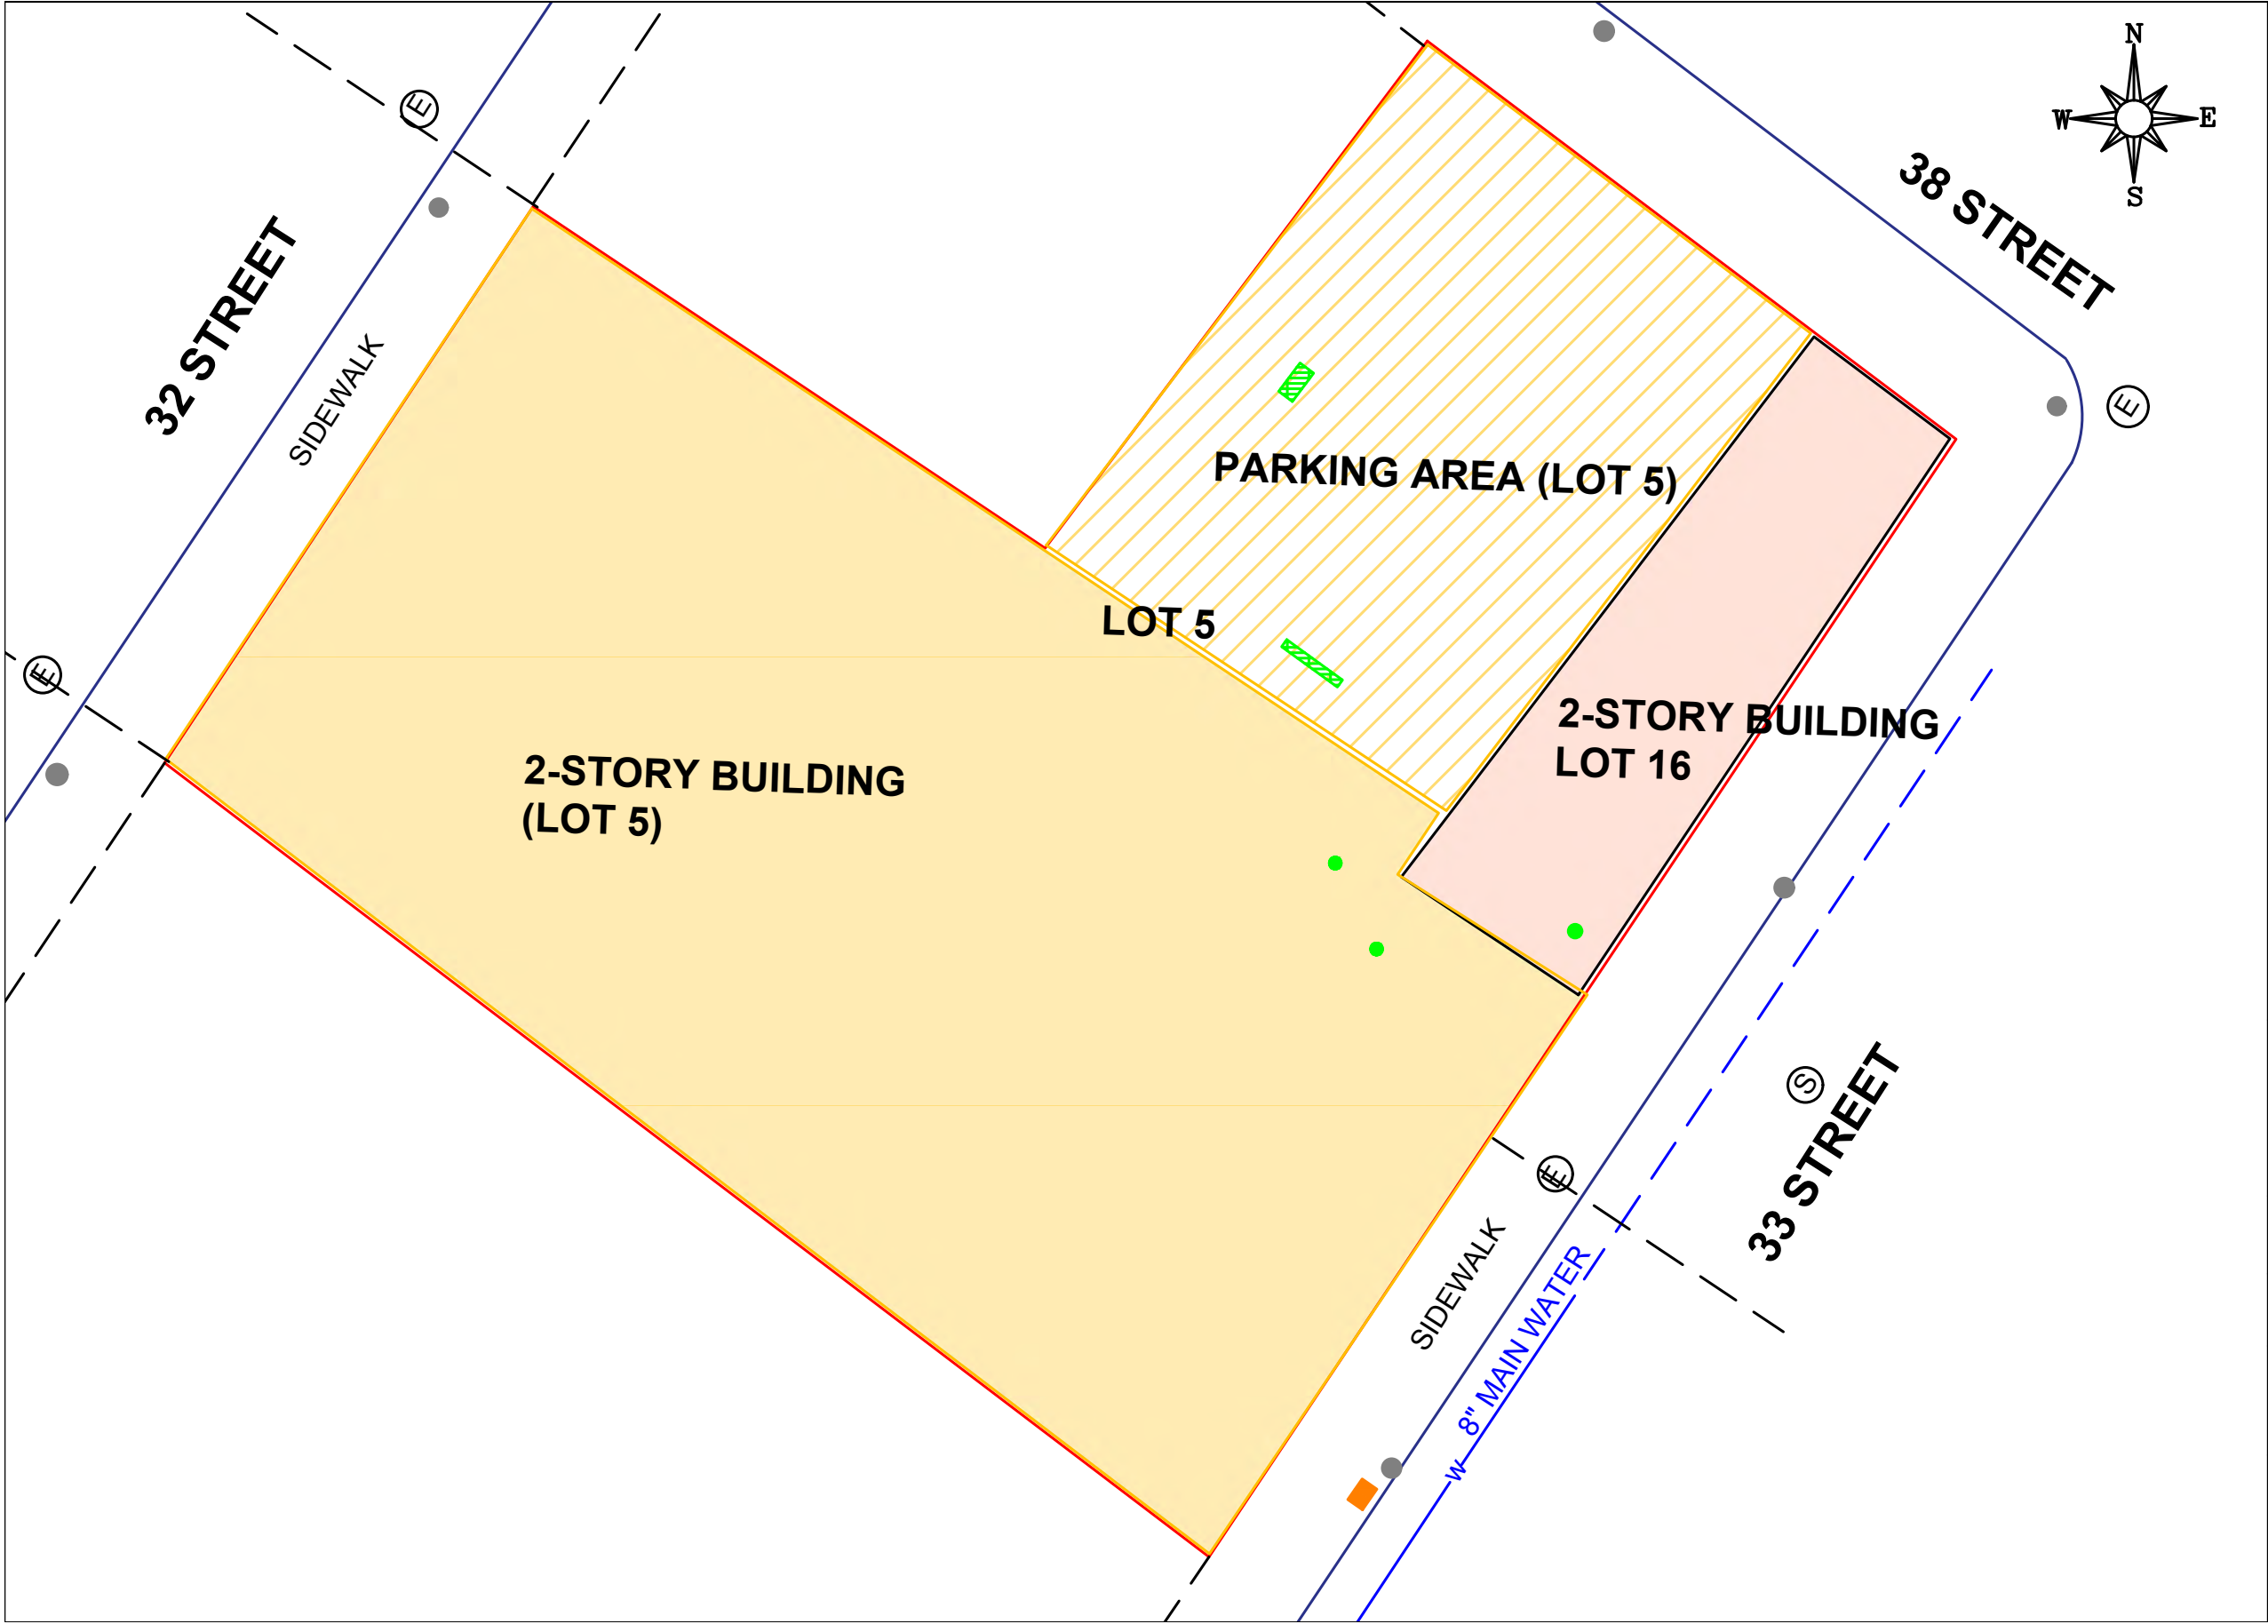 N
W
E
S
38 STREET
E
32 STREET
SIDEWALK
E
PARKING AREA (LOT 5)
LOT 5
E
2-STORY BUILDING
LOT 16
2-STORY BUILDING
(LOT 5)
S
33 STREET
E
SIDEWALK
8" MAIN WATER
W